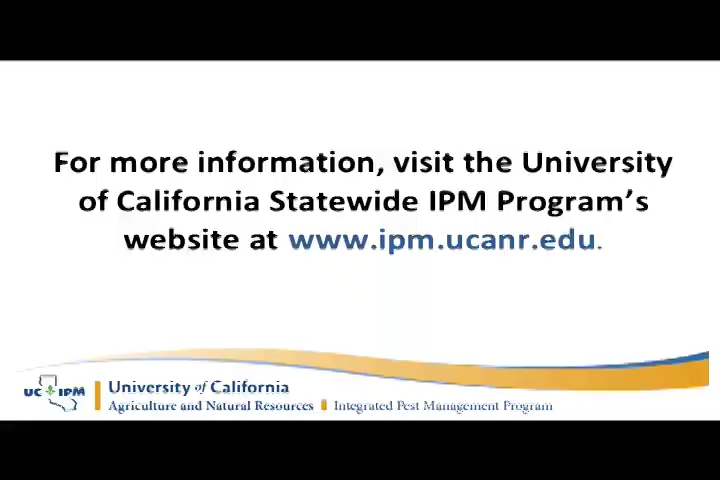 For more information, visit the University
of California Statewide IPM Program’s
website at www.ipm.ucanr.edu.
UC IPM
University of California
Agriculture and Natural Resources Integrated Pest Management Program